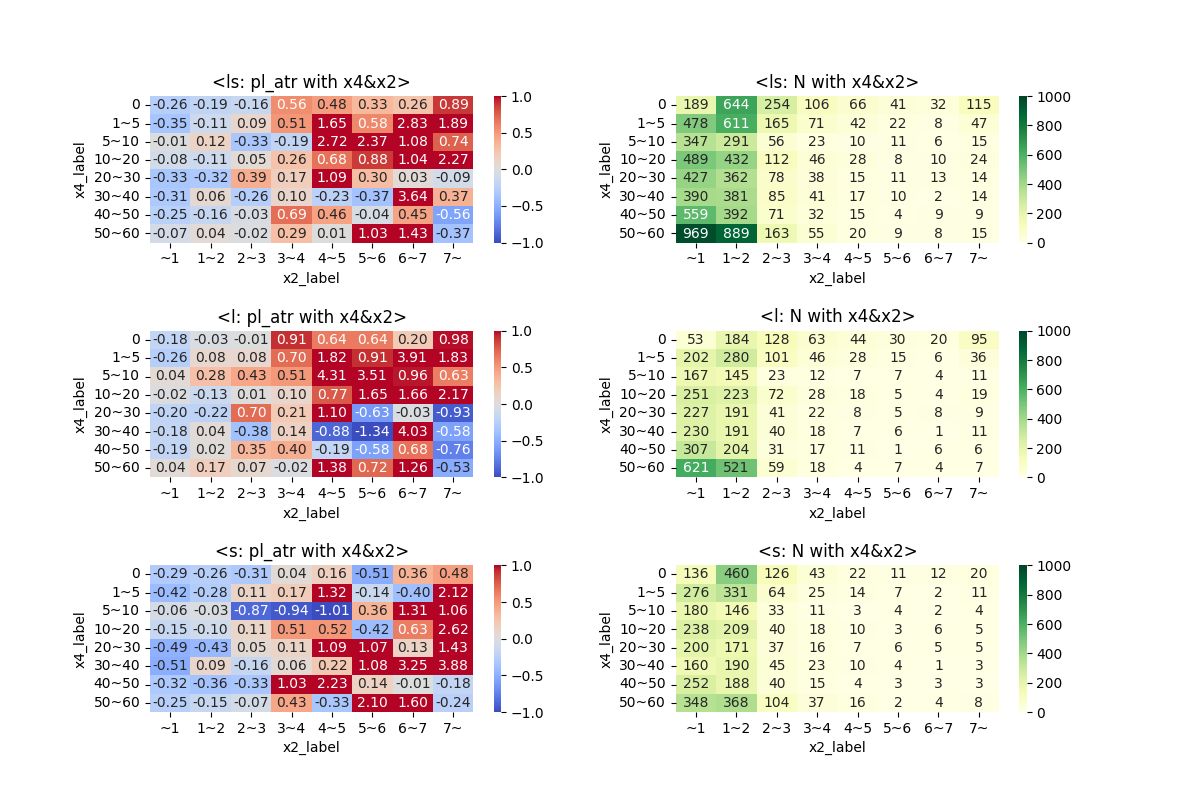 <ls: pl_atr with x4&x2>
x4_label
0 -0.26 -0.19 -0.16 0.56 0.48 0.33 0.26 0.89
1~5 -0.35 -0.11 0.09 0.51 1.65 0.58 2.83 1.89
5~10 -0.01 0.12 -0.33 -0.19 2.72 2.37 1.08 0.74
10~20 -0.08 -0.11 0.05 0.26 0.68 0.88 1.04 2.27
20~30 -0.33 -0.32 0.39 0.17 1.09 0.30 0.03 -0.09
30~40 -0.31 0.06 -0.26 0.10 -0.23 -0.37 3.64 0.37
40~50 -0.25 -0.16 -0.03 0.69 0.46 -0.04 0.45 -0.56
50~60 -0.07 0.04 -0.02 0.29 0.01 1.03 1.43 -0.37
~1 1~2 2~3 3~4 4~5 5~6 6~7 7~
x2_label
1.0
0.5
0.0
−0.5
−1.0
<ls: N with x4&x2>
x4_label
0 189 644 254 106 66 41 32 115
1~5 478 611 165 71 42 22 8 47
5~10 347 291 56 23 10 11 6 15
10~20 489 432 112 46 28 8 10 24
20~30 427 362 78 38 15 11 13 14
30~40 390 381 85 41 17 10 2 14
40~50 559 392 71 32 15 4 9 9
50~60 969 889 163 55 20 9 8 15
~1 1~2 2~3 3~4 4~5 5~6 6~7 7~
x2_label
1000
800
600
400
200
0
<l: pl_atr with x4&x2>
x4_label
0 -0.18 -0.03 -0.01 0.91 0.64 0.64 0.20 0.98
1~5 -0.26 0.08 0.08 0.70 1.82 0.91 3.91 1.83
5~10 0.04 0.28 0.43 0.51 4.31 3.51 0.96 0.63
10~20 -0.02 -0.13 0.01 0.10 0.77 1.65 1.66 2.17
20~30 -0.20 -0.22 0.70 0.21 1.10 -0.63 -0.03 -0.93
30~40 -0.18 0.04 -0.38 0.14 -0.88 -1.34 4.03 -0.58
40~50 -0.19 0.02 0.35 0.40 -0.19 -0.58 0.68 -0.76
50~60 0.04 0.17 0.07 -0.02 1.38 0.72 1.26 -0.53
~1 1~2 2~3 3~4 4~5 5~6 6~7 7~
x2_label
1.0
0.5
0.0
−0.5
−1.0
<l: N with x4&x2>
x4_label
0 53 184 128 63 44 30 20 95
1~5 202 280 101 46 28 15 6 36
5~10 167 145 23 12 7 7 4 11
10~20 251 223 72 28 18 5 4 19
20~30 227 191 41 22 8 5 8 9
30~40 230 191 40 18 7 6 1 11
40~50 307 204 31 17 11 1 6 6
50~60 621 521 59 18 4 7 4 7
~1 1~2 2~3 3~4 4~5 5~6 6~7 7~
x2_label
1000
800
600
400
200
0
<s: pl_atr with x4&x2>
x4_label
0 -0.29 -0.26 -0.31 0.04 0.16 -0.51 0.36 0.48
1~5 -0.42 -0.28 0.11 0.17 1.32 -0.14 -0.40 2.12
5~10 -0.06 -0.03 -0.87 -0.94 -1.01 0.36 1.31 1.06
10~20 -0.15 -0.10 0.11 0.51 0.52 -0.42 0.63 2.62
20~30 -0.49 -0.43 0.05 0.11 1.09 1.07 0.13 1.43
30~40 -0.51 0.09 -0.16 0.06 0.22 1.08 3.25 3.88
40~50 -0.32 -0.36 -0.33 1.03 2.23 0.14 -0.01 -0.18
50~60 -0.25 -0.15 -0.07 0.43 -0.33 2.10 1.60 -0.24
~1 1~2 2~3 3~4 4~5 5~6 6~7 7~
x2_label
1.0
0.5
0.0
−0.5
−1.0
<s: N with x4&x2>
x4_label
0 136 460 126 43 22 11 12 20
1~5 276 331 64 25 14 7 2 11
5~10 180 146 33 11 3 4 2 4
10~20 238 209 40 18 10 3 6 5
20~30 200 171 37 16 7 6 5 5
30~40 160 190 45 23 10 4 1 3
40~50 252 188 40 15 4 3 3 3
50~60 348 368 104 37 16 2 4 8
~1 1~2 2~3 3~4 4~5 5~6 6~7 7~
x2_label
1000
800
600
400
200
0